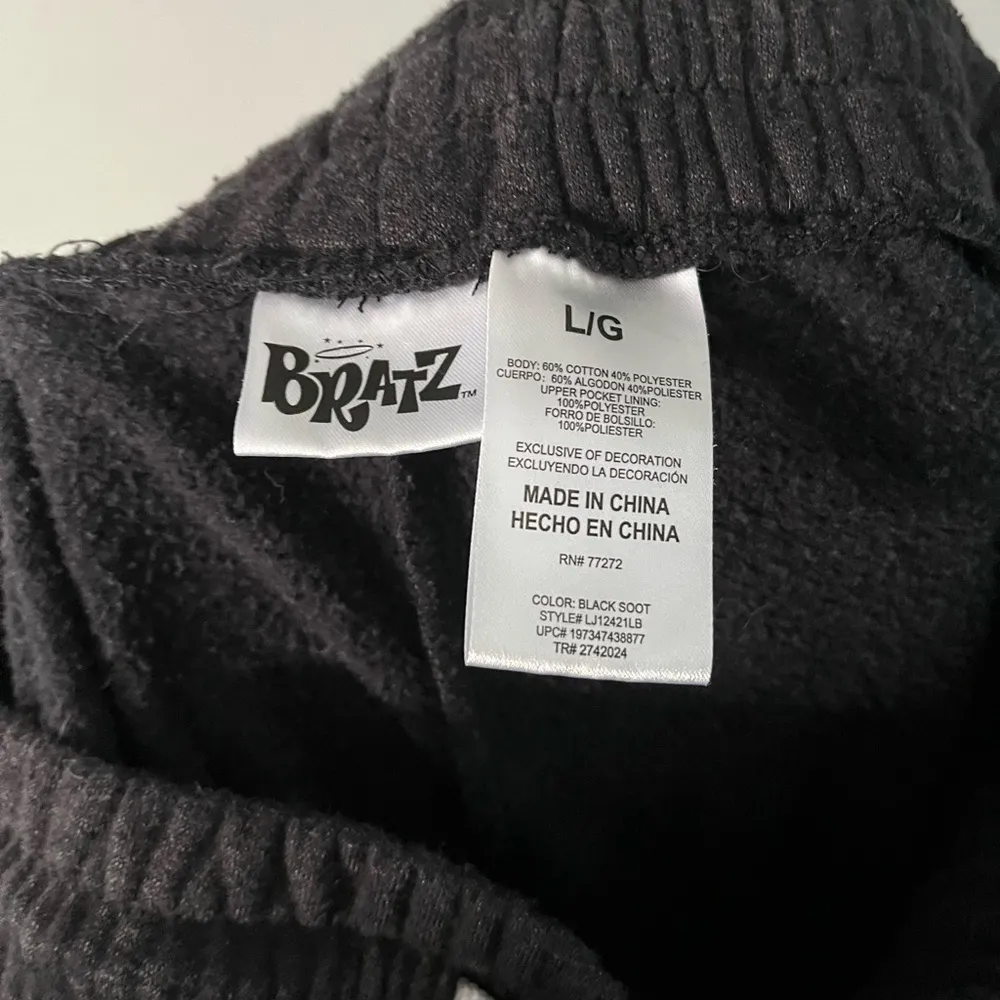 BRATZ™
L/G
BODY: 60% COTTON 40% POLYESTER
CUERPO: 60% ALGODON 40%POLIESTER
UPPER POCKET LINING:
100%POLYESTER
FORRO DE BOLSILLO:
100%POLIESTER
EXCLUSIVE OF DECORATION
EXCLUYENDO LA DECORACIÓN
MADE IN CHINA
HECHO EN CHINA
RN# 77272
COLOR: BLACK SOOT
STYLE# LJ12421LB
UPC# 197347438877
TR# 2742024